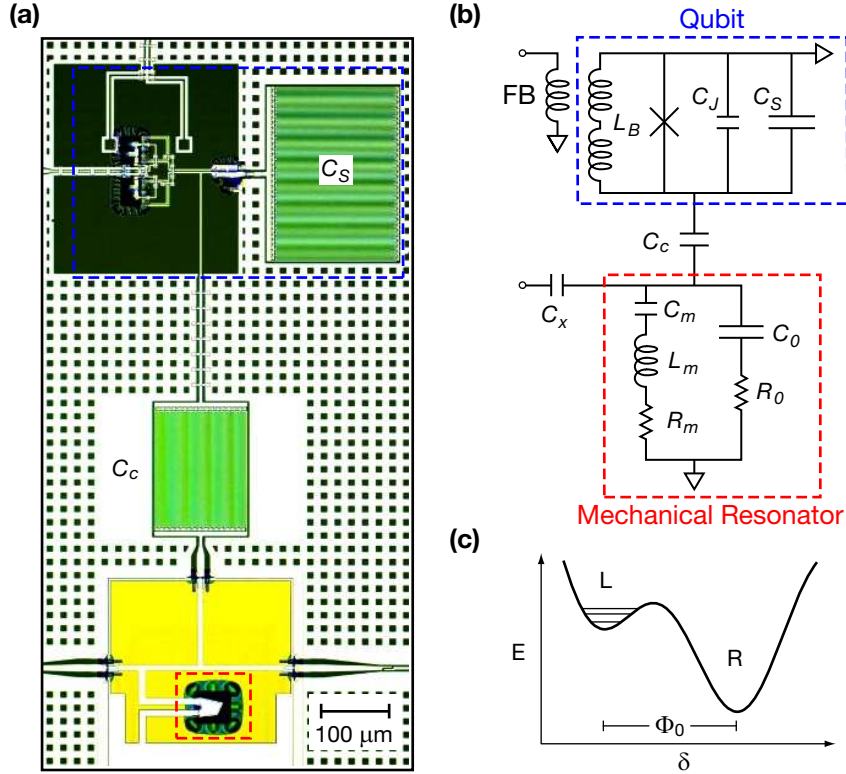 (a)
C_S
C_c
100 μm
(b)
Qubit
FB
L_B
C_J
C_S
C_c
C_x
C_m
C_0
L_m
R_0
R_m
Mechanical Resonator
(c)
L
E
R
Φ_0
δ